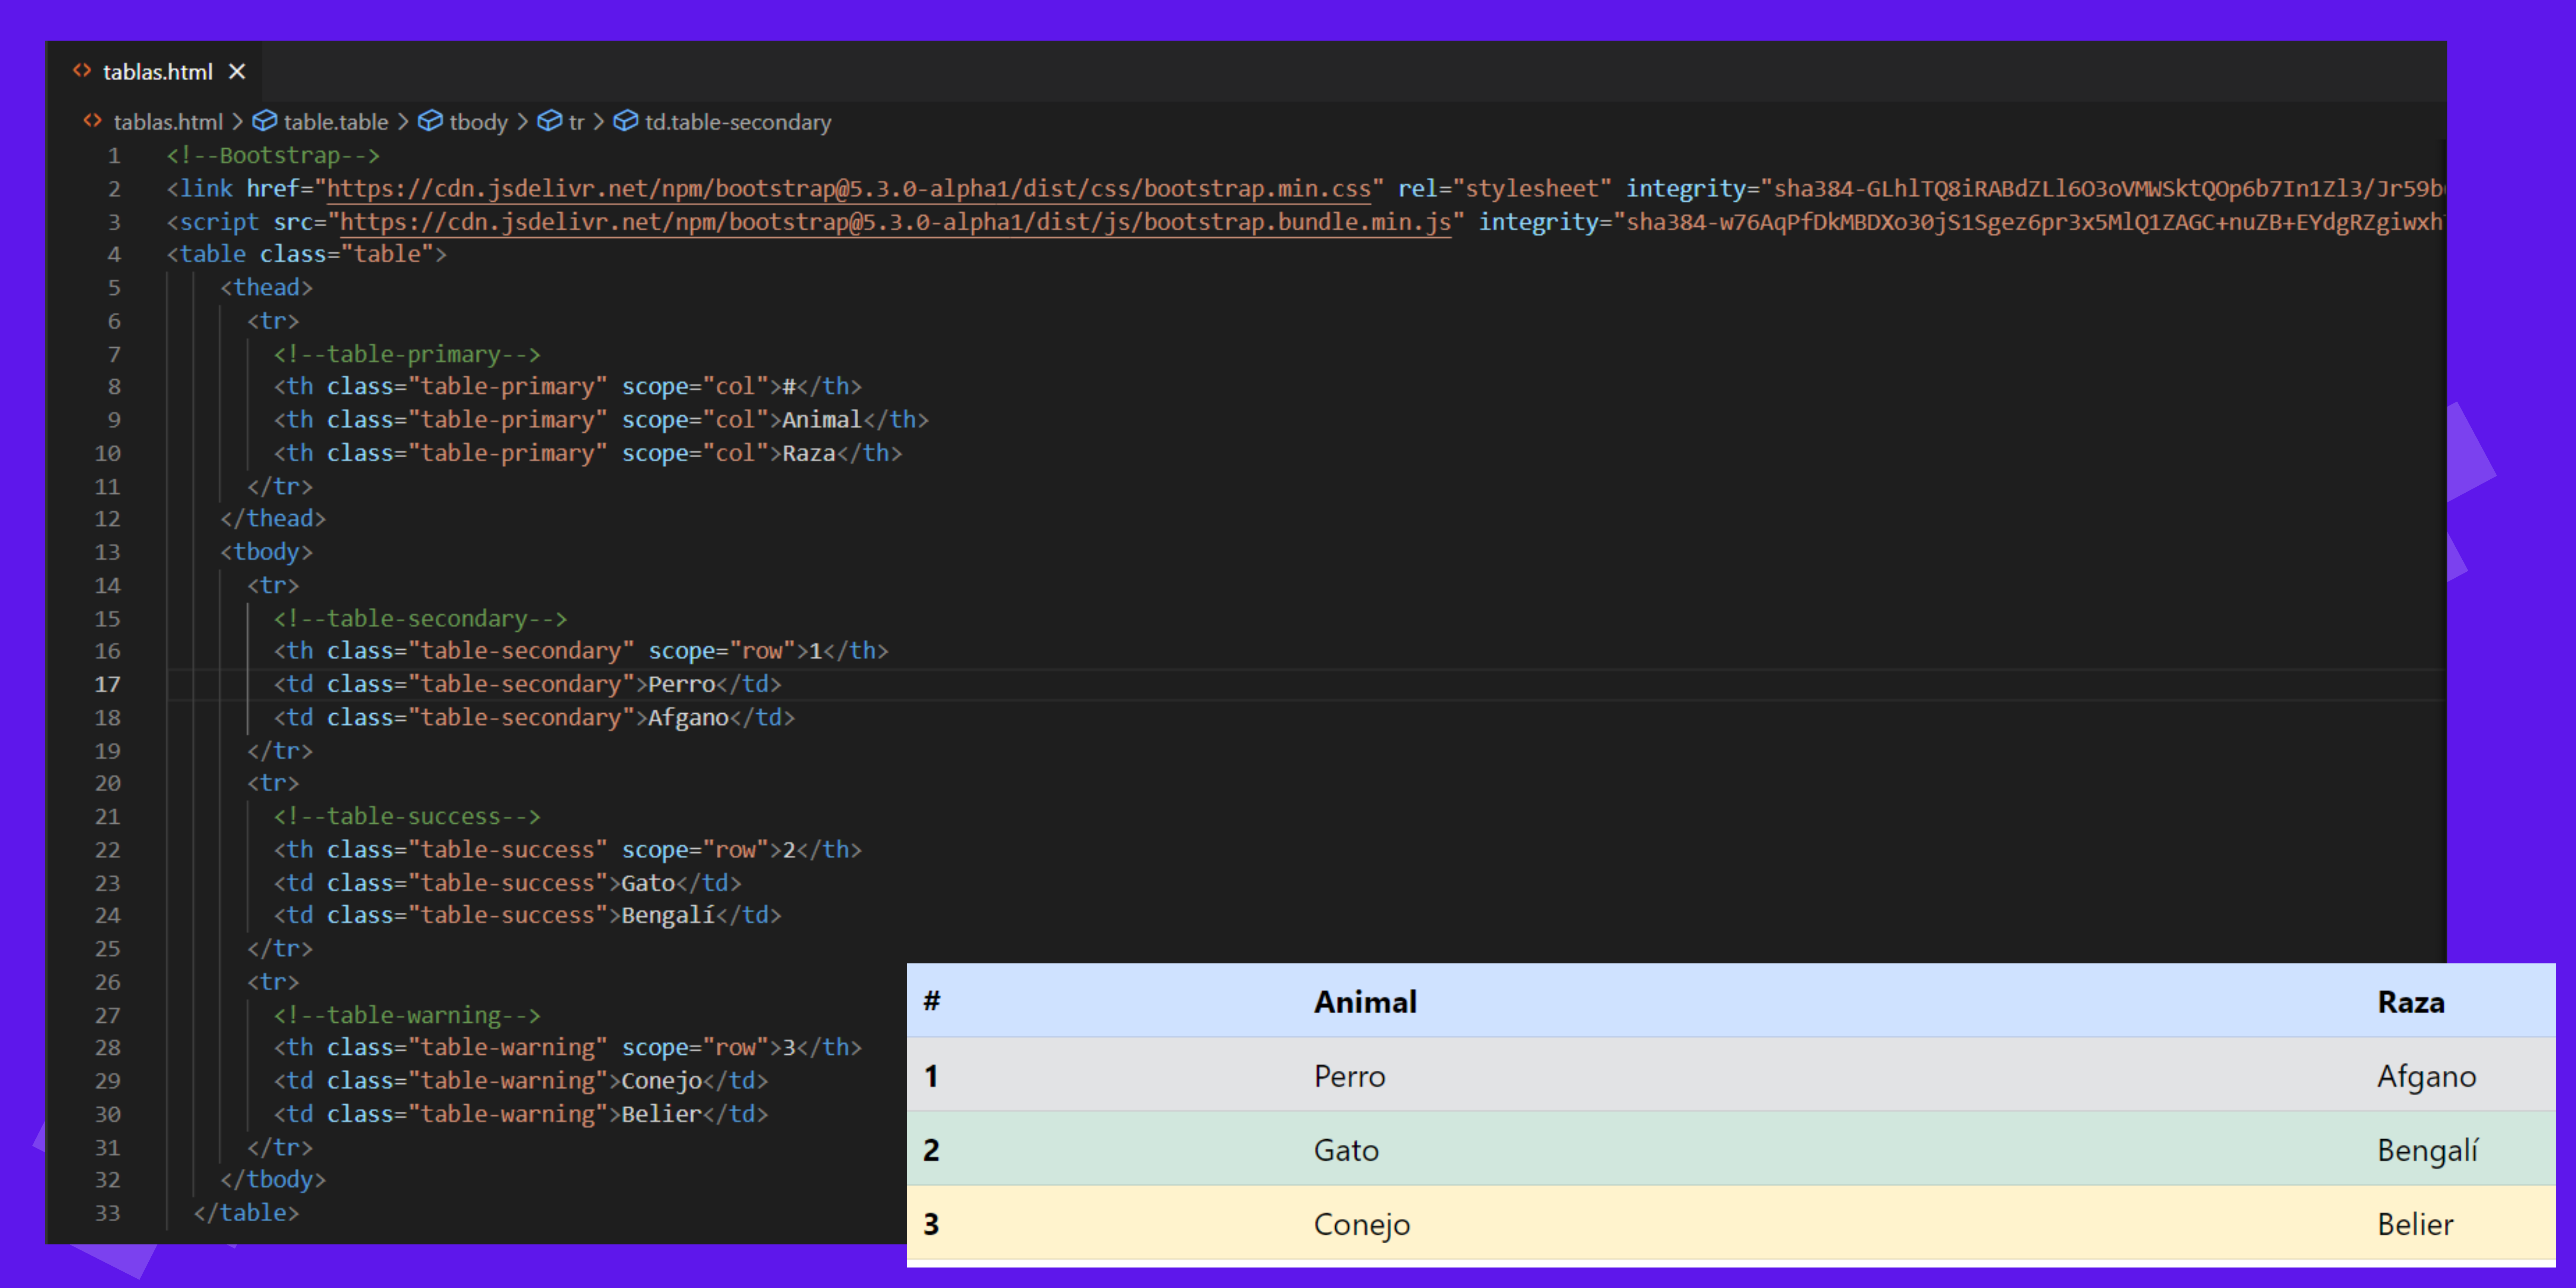 tablas.html
tablas.html > table.table > tbody > tr > td.table-secondary
1 <!--Bootstrap-->
2 <link href="https://cdn.jsdelivr.net/npm/bootstrap@5.3.0-alpha1/dist/css/bootstrap.min.css" rel="stylesheet" integrity="sha384-GLhlTQ8iRABdZLl6O3oVMWSktQOp6b7In1Zl3/Jr59b
3 <script src="https://cdn.jsdelivr.net/npm/bootstrap@5.3.0-alpha1/dist/js/bootstrap.bundle.min.js" integrity="sha384-w76AqPfDkMBDXo30jS1Sgez6pr3x5MlQ1ZAGC+nuZB+EYdgRZgiwxh
4 <table class="table">
5 <thead>
6 <tr>
7 <!--table-primary-->
8 <th class="table-primary" scope="col">#</th>
9 <th class="table-primary" scope="col">Animal</th>
10 <th class="table-primary" scope="col">Raza</th>
11 </tr>
12 </thead>
13 <tbody>
14 <tr>
15 <!--table-secondary-->
16 <th class="table-secondary" scope="row">1</th>
17 <td class="table-secondary">Perro</td>
18 <td class="table-secondary">Afgano</td>
19 </tr>
20 <tr>
21 <!--table-success-->
22 <th class="table-success" scope="row">2</th>
23 <td class="table-success">Gato</td>
24 <td class="table-success">Bengalí</td>
25 </tr>
26 <tr>
27 <!--table-warning-->
28 <th class="table-warning" scope="row">3</th>
29 <td class="table-warning">Conejo</td>
30 <td class="table-warning">Belier</td>
31 </tr>
32 </tbody>
33 </table>
# Animal Raza
1 Perro Afgano
2 Gato Bengalí
3 Conejo Belier